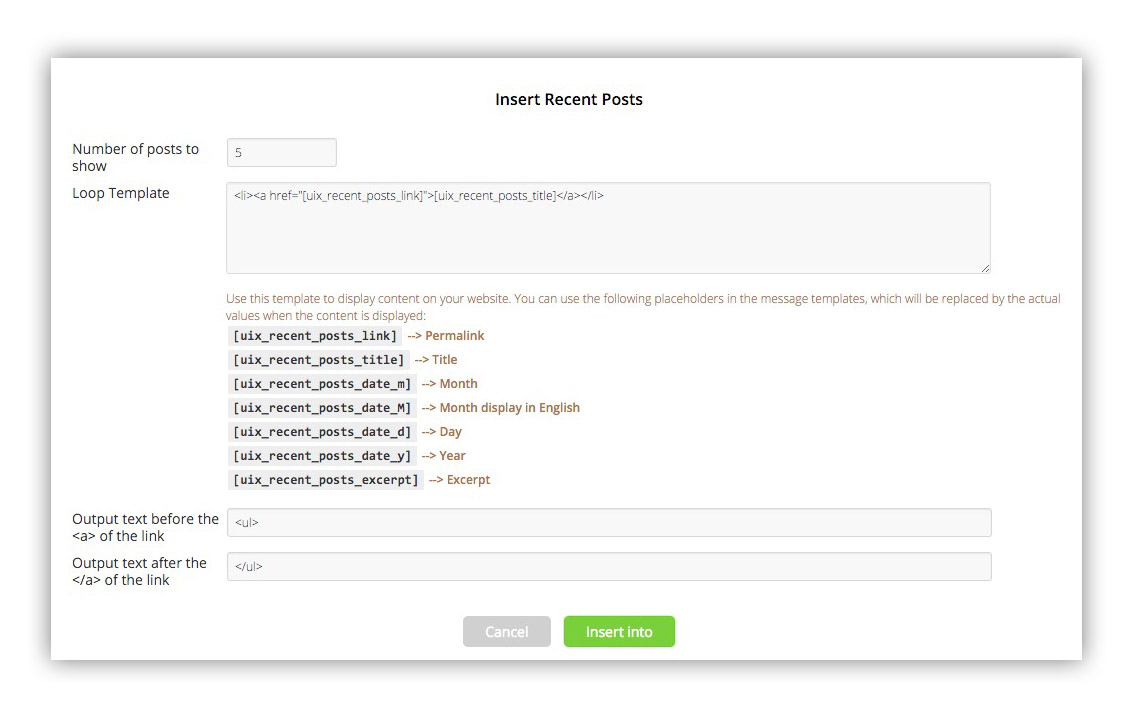 Insert Recent Posts
Number of posts to
show
5
Loop Template
<li><a href="[uix_recent_posts_link]">[uix_recent_posts_title]</a></li>
Use this template to display content on your website. You can use the following placeholders in the message templates, which will be replaced by the actual
values when the content is displayed:
[uix_recent_posts_link] --> Permalink
[uix_recent_posts_title] --> Title
[uix_recent_posts_date_m] --> Month
[uix_recent_posts_date_M] --> Month display in English
[uix_recent_posts_date_d] --> Day
[uix_recent_posts_date_y] --> Year
[uix_recent_posts_excerpt] --> Excerpt
Output text before the
<a> of the link
<ul>
Output text after the
</a> of the link
</ul>
Cancel Insert into